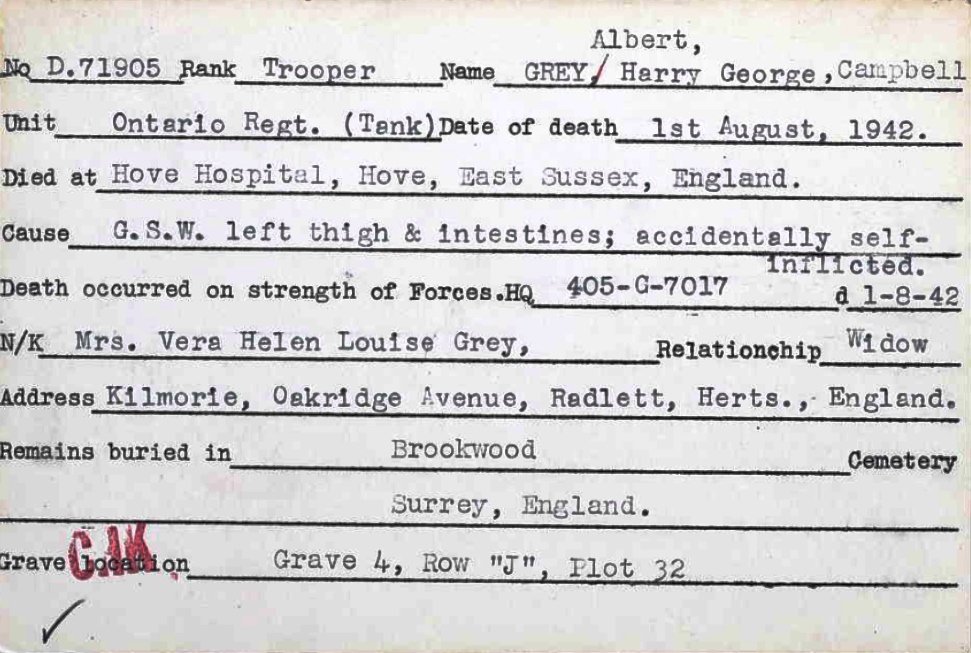 Albert,
No D.71905 Rank Trooper Name GREY/ Harry George, Campbell
Unit Ontario Regt. (Tank) Date of death 1st August, 1942.
Died at Hove Hospital, Hove, East Sussex, England.
Cause G.S.W. left thigh & intestines; accidentally self-
inflicted.
Death occurred on strength of Forces.HQ 405-G-7017 d 1-8-42
N/K Mrs. Vera Helen Louise Grey, Relationship Widow
Address Kilmorie, Oakridge Avenue, Radlett, Herts., England.
Remains buried in Brookwood Cemetery
Surrey, England.
Grave Location Grave 4, Row "J", Plot 32